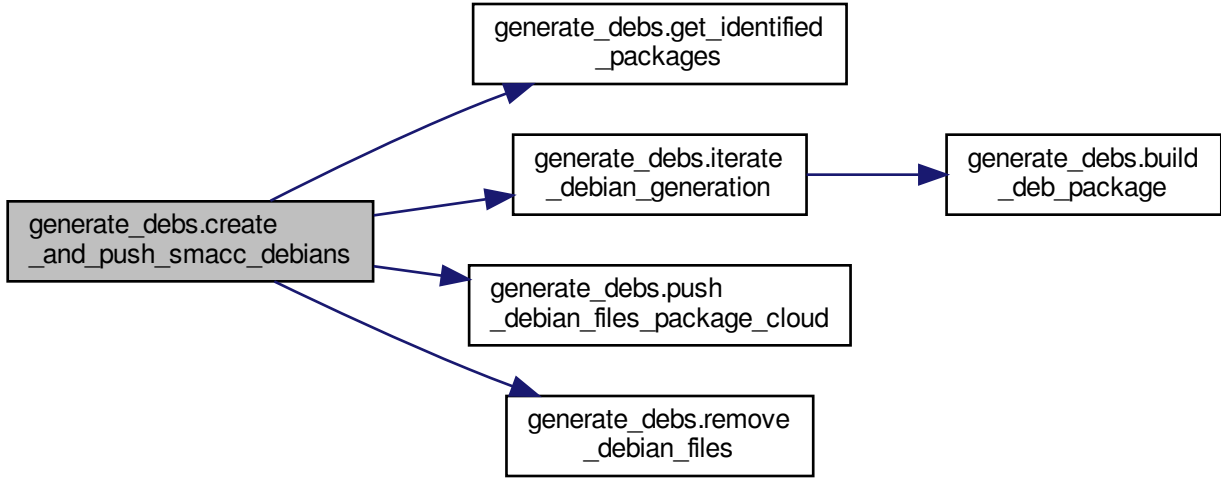 generate_debs.get_identified
_packages
generate_debs.iterate
_debian_generation
generate_debs.build
_deb_package
generate_debs.create
_and_push_smacc_debians
generate_debs.push
_debian_files_package_cloud
generate_debs.remove
_debian_files